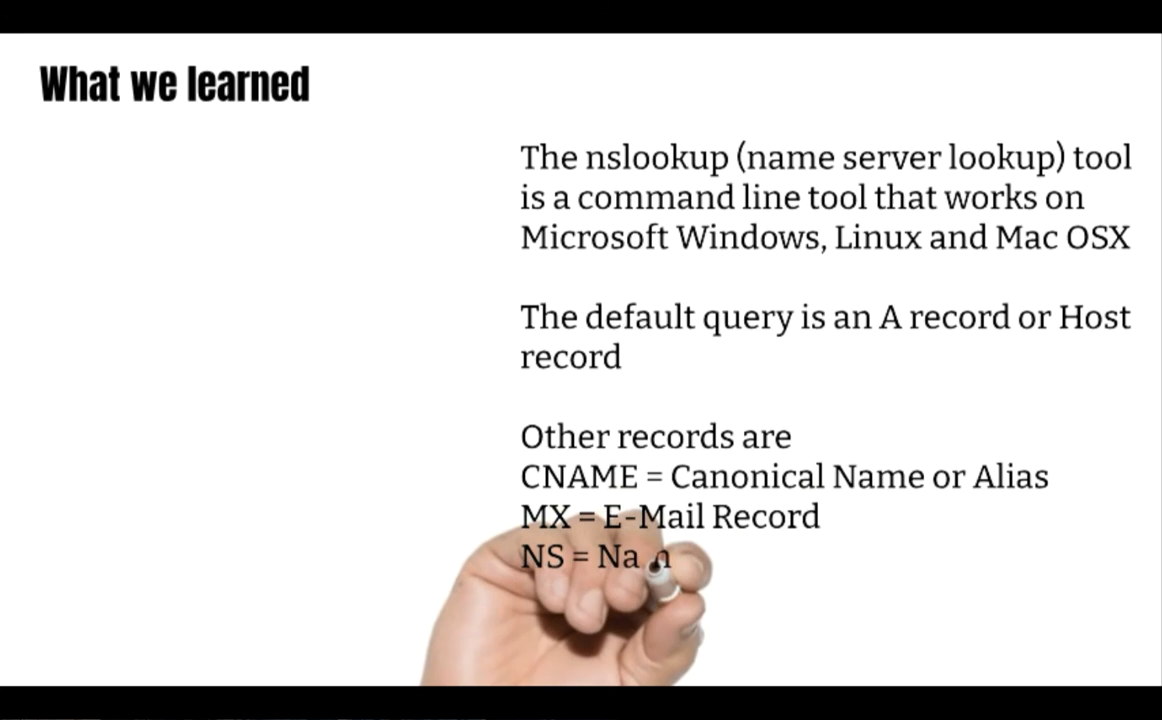 What we learned
The nslookup (name server lookup) tool
is a command line tool that works on
Microsoft Windows, Linux and Mac OSX
The default query is an A record or Host
record
Other records are
CNAME = Canonical Name or Alias
MX = E-Mail Record
NS = Na